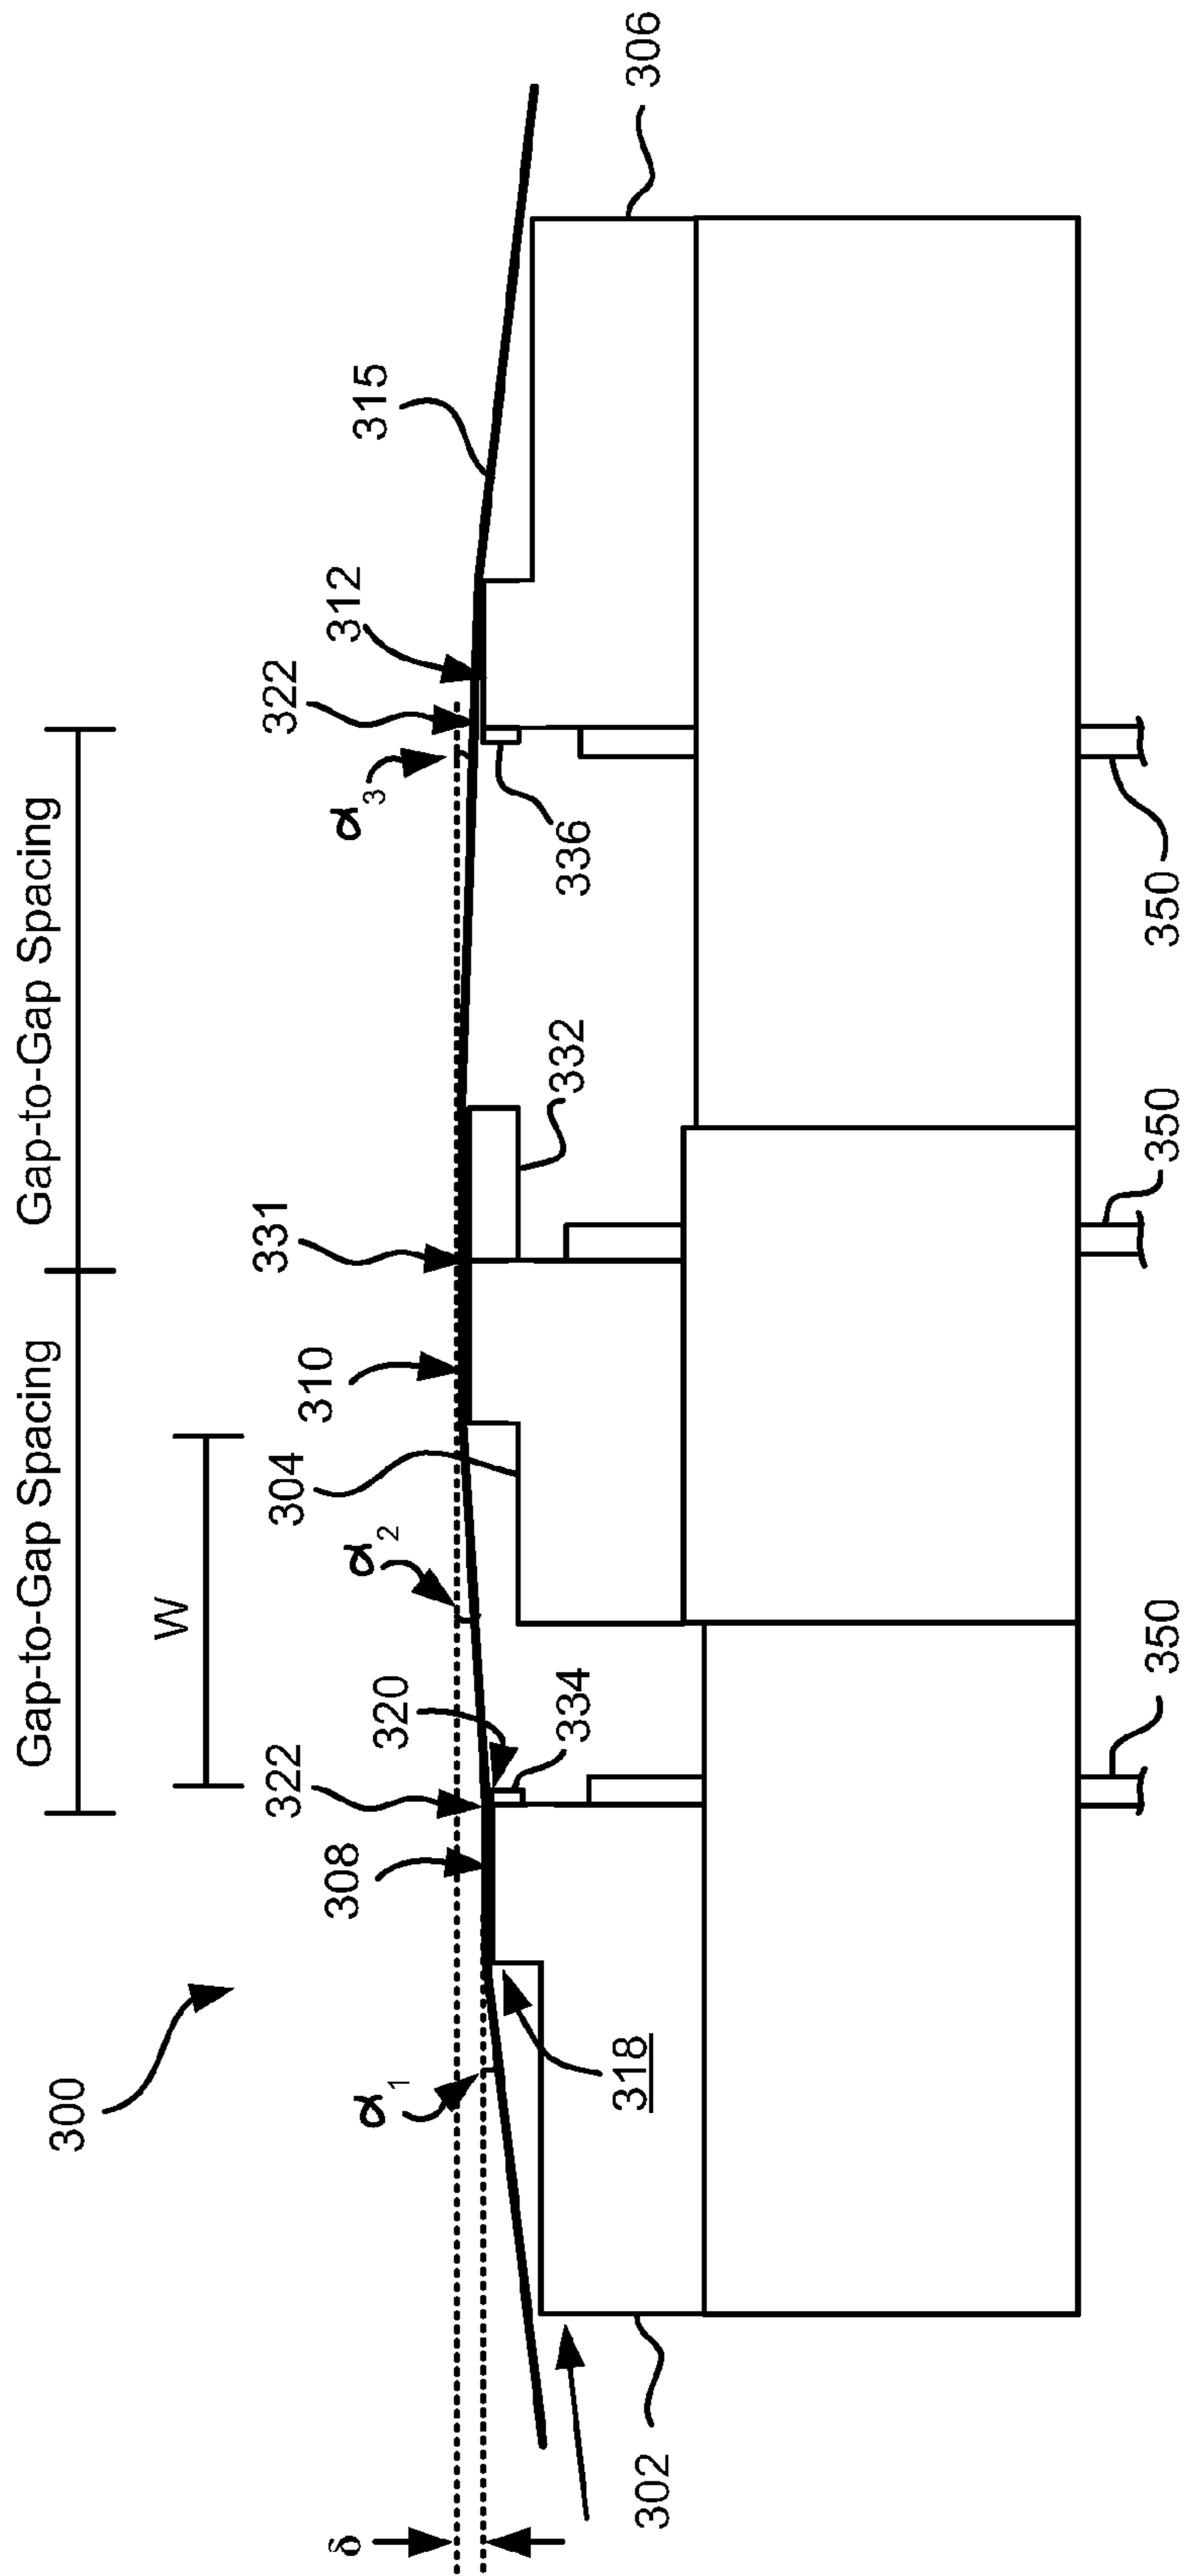 Gap-to-Gap Spacing
Gap-to-Gap Spacing
W
300
δ
α1
308
322
320
334
α2
304
310
331
332
α3
322
312
336
315
306
318
302
350
350
350